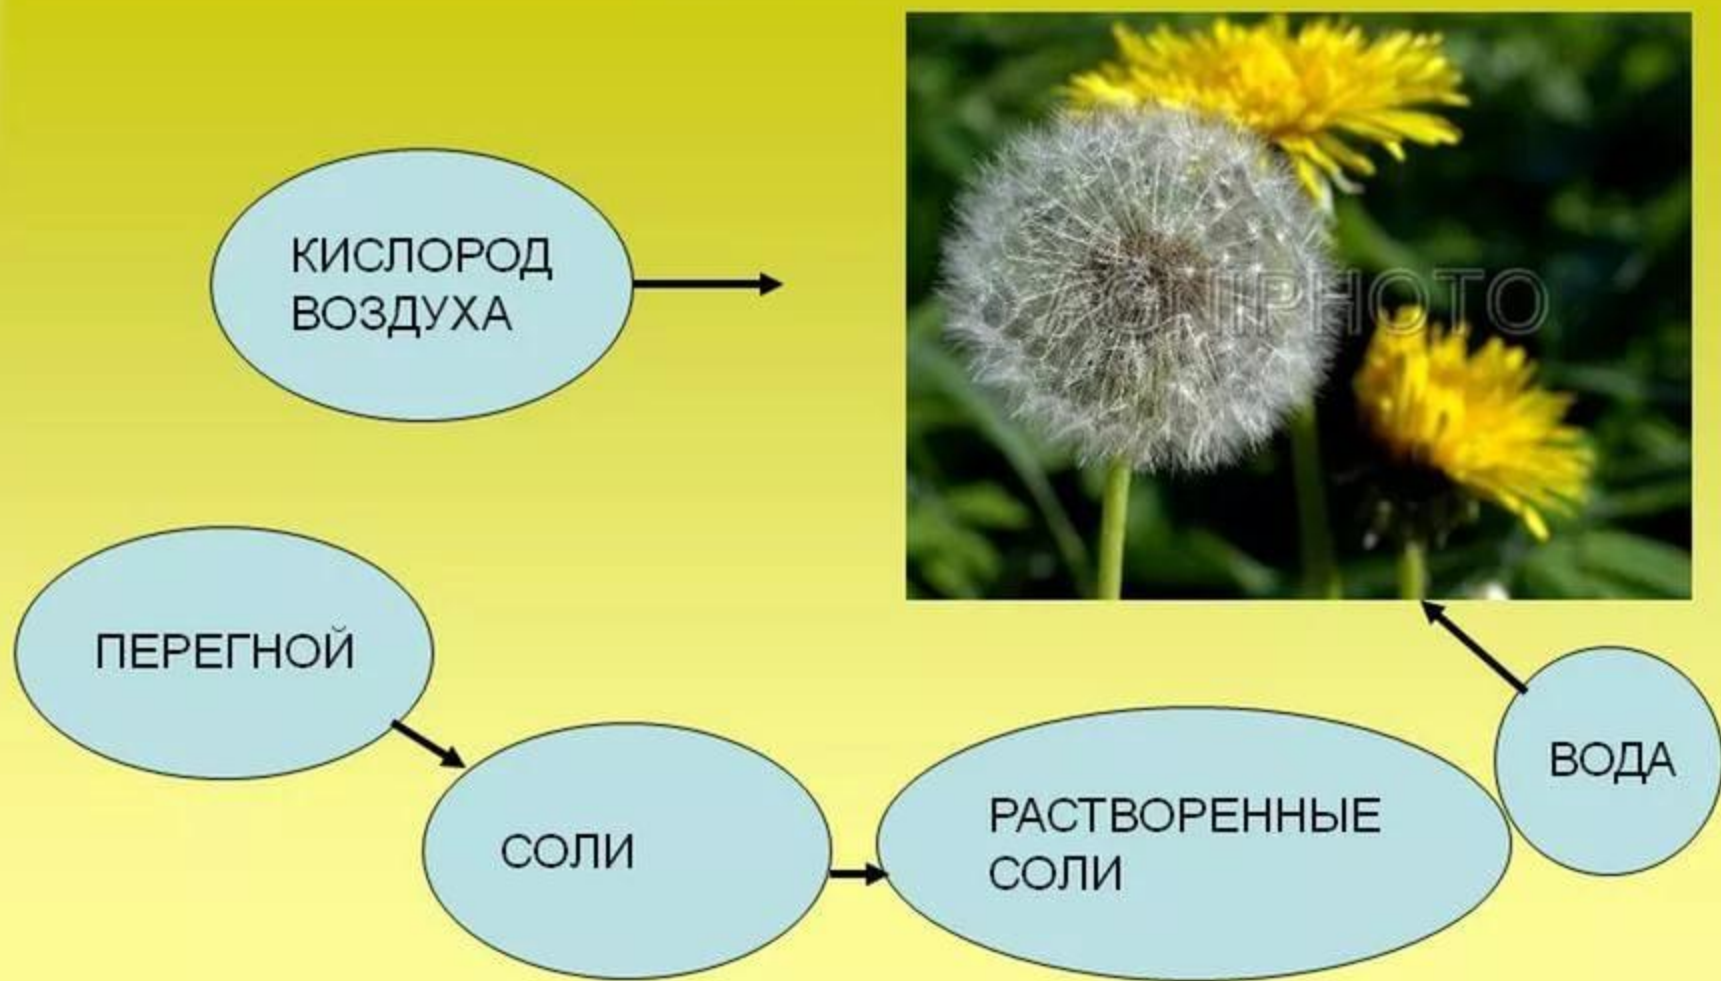 КИСЛОРОД
ВОЗДУХА
ПЕРЕГНОЙ
СОЛИ
РАСТВОРЕННЫЕ
СОЛИ
ВОДА